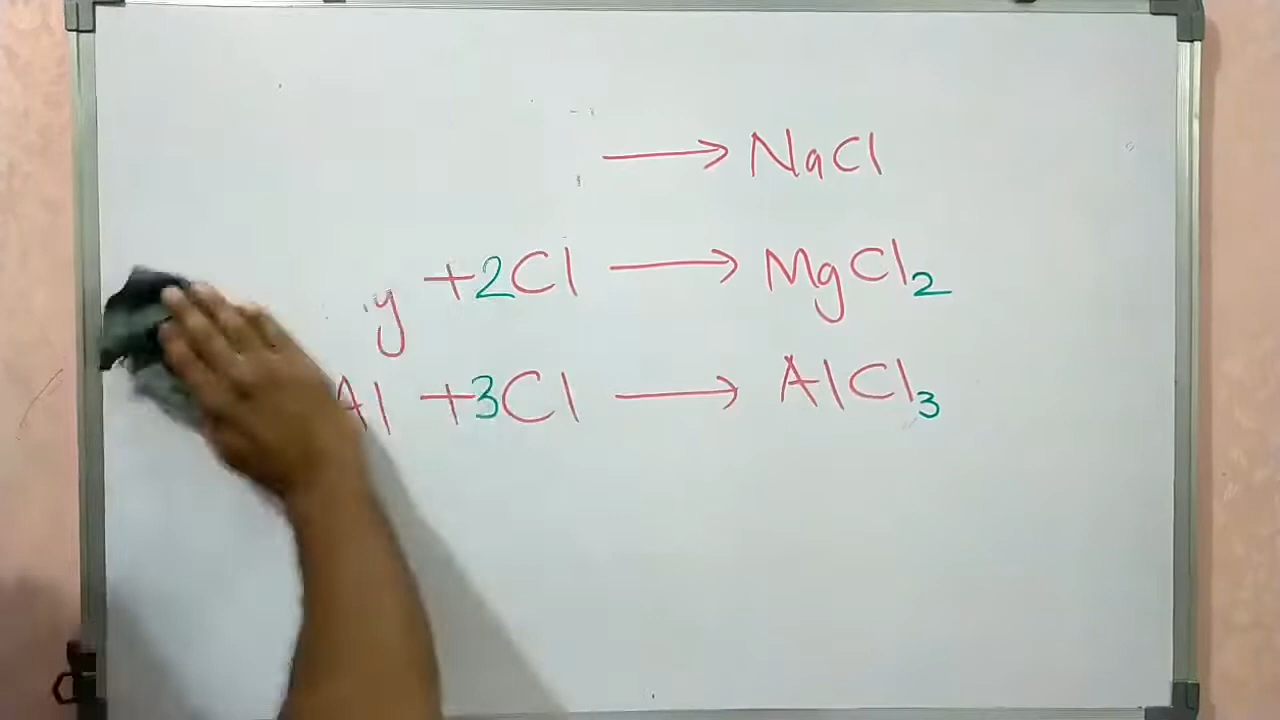 → NaCl
y +2Cl → MgCl₂
Al +3Cl → AlCl₃